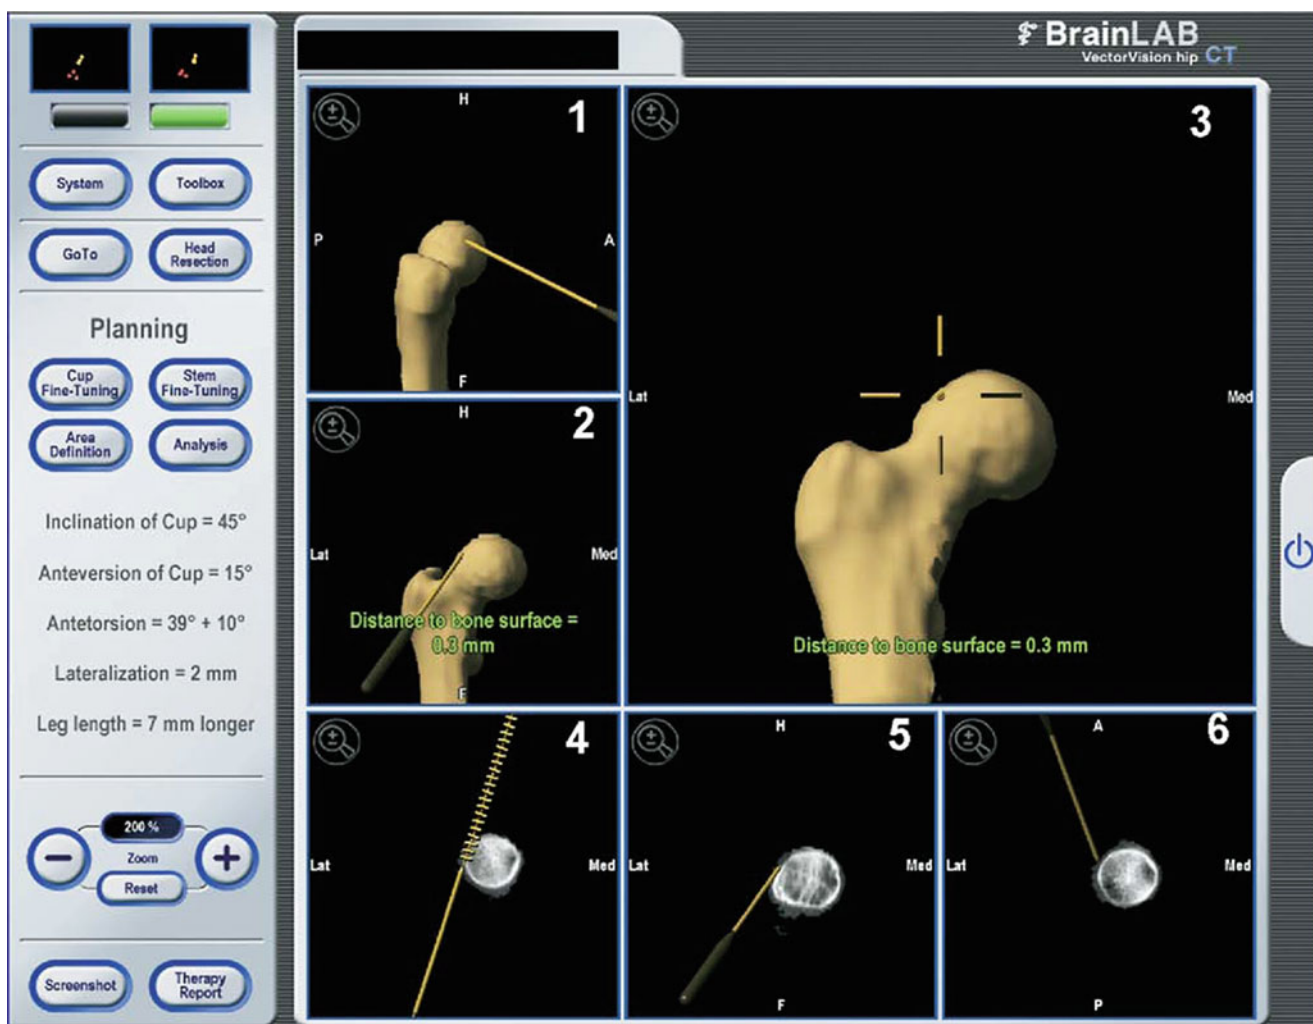 BrainLAB
VectorVision hip CT
System
Toolbox
GoTo
Head
Resection
Planning
Cup
Fine-Tuning
Stem
Fine-Tuning
Area
Definition
Analysis
Inclination of Cup = 45°
Anteversion of Cup = 15°
Antetorsion = 39° + 10°
Lateralization = 2 mm
Leg length = 7 mm longer
200 %
Zoom
Reset
Screenshot
Therapy
Report
H
1
P
A
F
H
2
Lat
Med
Distance to bone surface =
0.3 mm
F
3
Lat
Med
Distance to bone surface = 0.3 mm
4
Lat
Med
H
5
Lat
Med
F
A
6
Lat
Med
P